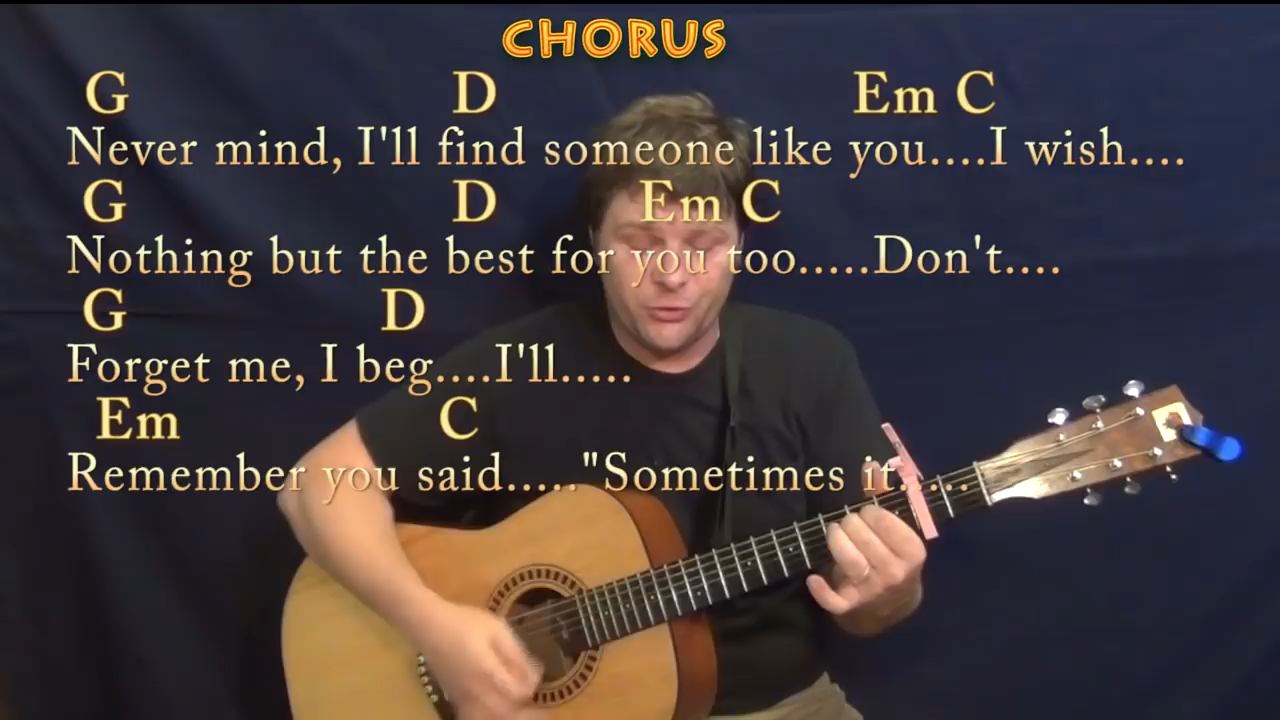 CHORUS
G D Em C
Never mind, I'll find someone like you....I wish....
G D Em C
Nothing but the best for you too.....Don't....
G D
Forget me, I beg....I'll.....
Em C
Remember you said..... "Sometimes it.....